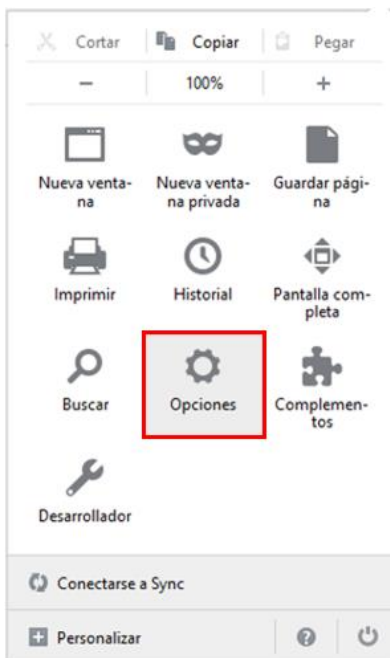 Cortar Copiar Pegar
− 100% +
Nueva venta- Nueva venta- Guardar pági-
na na privada na
Imprimir Historial Pantalla com-
pleta
Buscar Opciones Complemen-
tos
Desarrollador
Conectarse a Sync
Personalizar ?